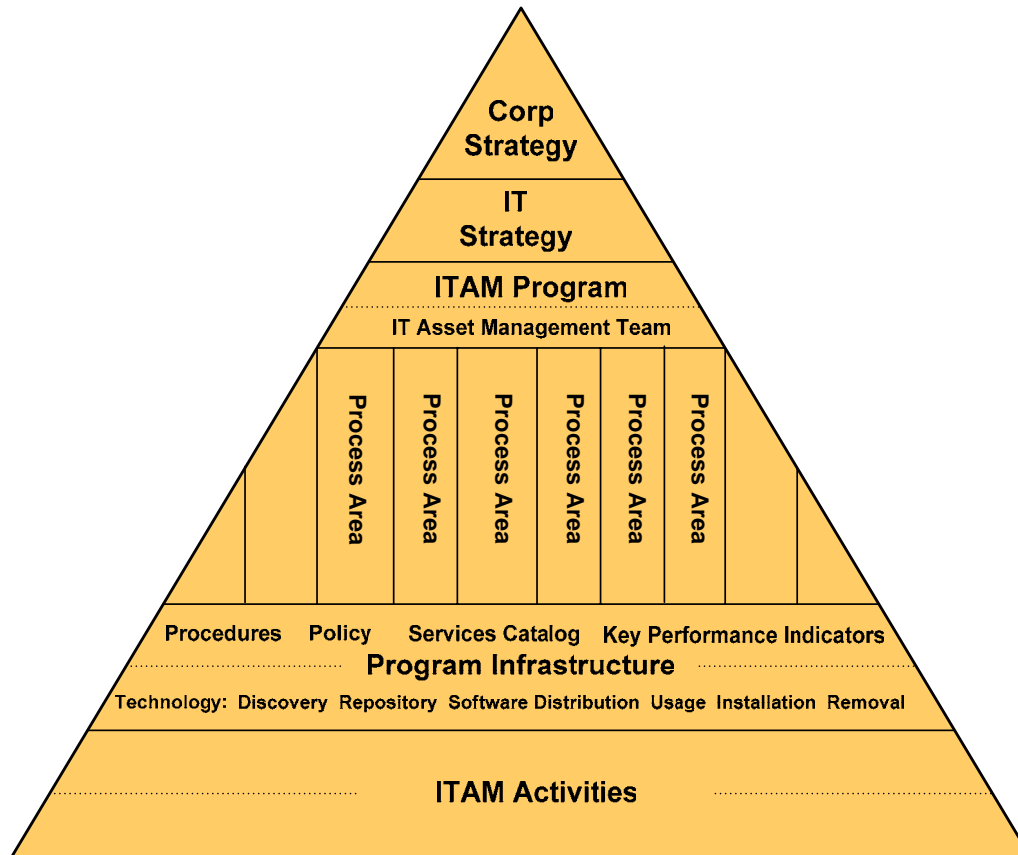 Corp
Strategy
IT
Strategy
ITAM Program
IT Asset Management Team
Process Area
Process Area
Process Area
Process Area
Process Area
Process Area
Procedures Policy Services Catalog Key Performance Indicators
Program Infrastructure
Technology: Discovery Repository Software Distribution Usage Installation Removal
ITAM Activities